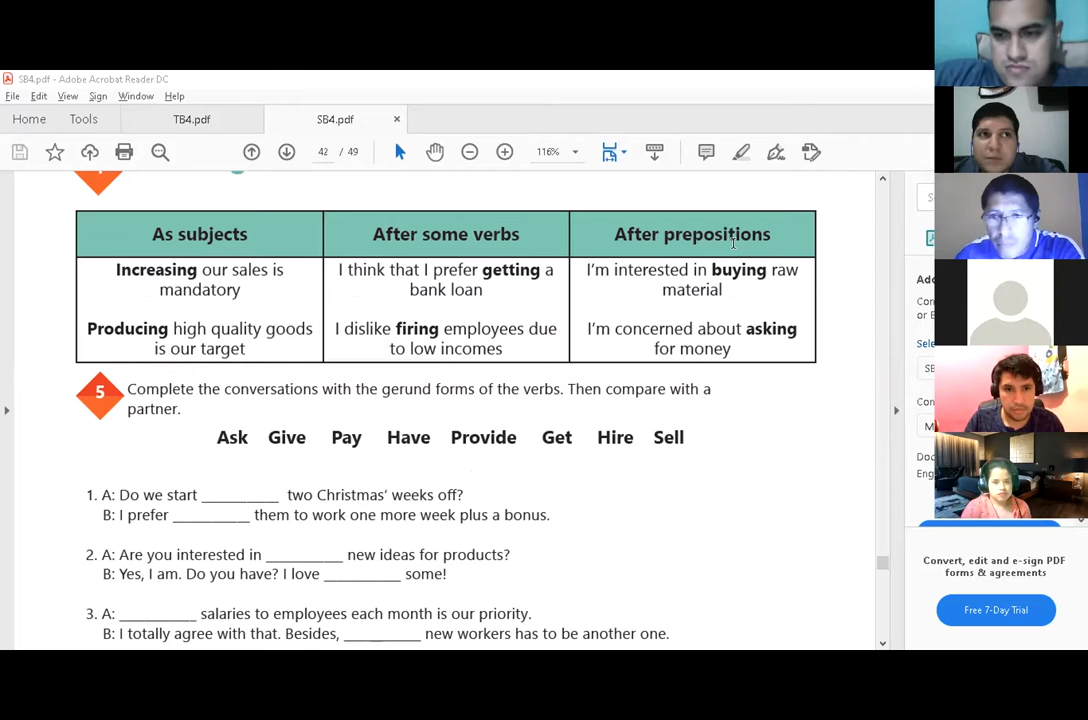 SB4.pdf - Adobe Acrobat Reader DC
File Edit View Sign Window Help
Home Tools TB4.pdf SB4.pdf ×
42 / 49 116%
As subjects After some verbs After prepositions
Increasing our sales is mandatory
I think that I prefer getting a bank loan
I'm interested in buying raw material
Producing high quality goods is our target
I dislike firing employees due to low incomes
I'm concerned about asking for money
5 Complete the conversations with the gerund forms of the verbs. Then compare with a
partner.
Ask Give Pay Have Provide Get Hire Sell
1. A: Do we start _________ two Christmas' weeks off?
B: I prefer _________ them to work one more week plus a bonus.
2. A: Are you interested in _________ new ideas for products?
B: Yes, I am. Do you have? I love _________ some!
3. A: _________ salaries to employees each month is our priority.
B: I totally agree with that. Besides, _________ new workers has to be another one.
Convert, edit and e-sign PDF
forms & agreements
Free 7-Day Trial